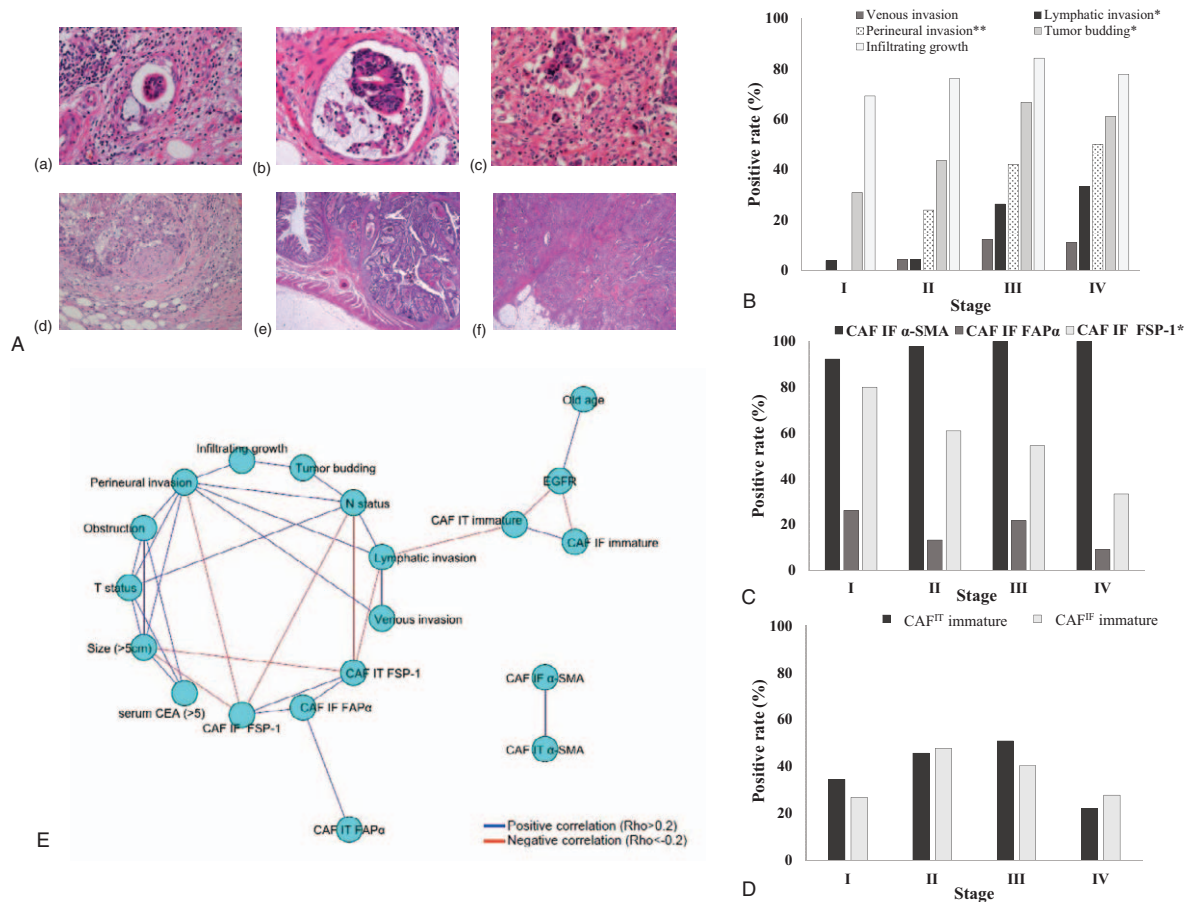 (a)
(b)
(c)
(d)
(e)
(f)
A
Venous invasion
Lymphatic invasion*
Perineural invasion**
Tumor budding*
Infiltrating growth
Positive rate (%)
100
80
60
40
20
0
I II III IV
Stage
B
CAF IF α-SMA CAF IF FAPα CAF IF FSP-1*
Positive rate (%)
100
80
60
40
20
0
I II III IV
Stage
C
CAFIT immature CAFIF immature
Positive rate (%)
100
80
60
40
20
0
I II III IV
Stage
D
Old age
Infiltrating growth
Tumor budding
Perineural invasion
EGFR
N status
Obstruction
CAF IT immature
CAF IF immature
Lymphatic invasion
T status
Venous invasion
Size (>5cm)
CAF IT FSP-1
CAF IF α-SMA
serum CEA (>5)
CAF IF FAPα
CAF IF FSP-1
CAF IT α-SMA
CAF IT FAPα
Positive correlation (Rho>0.2)
Negative correlation (Rho<-0.2)
E